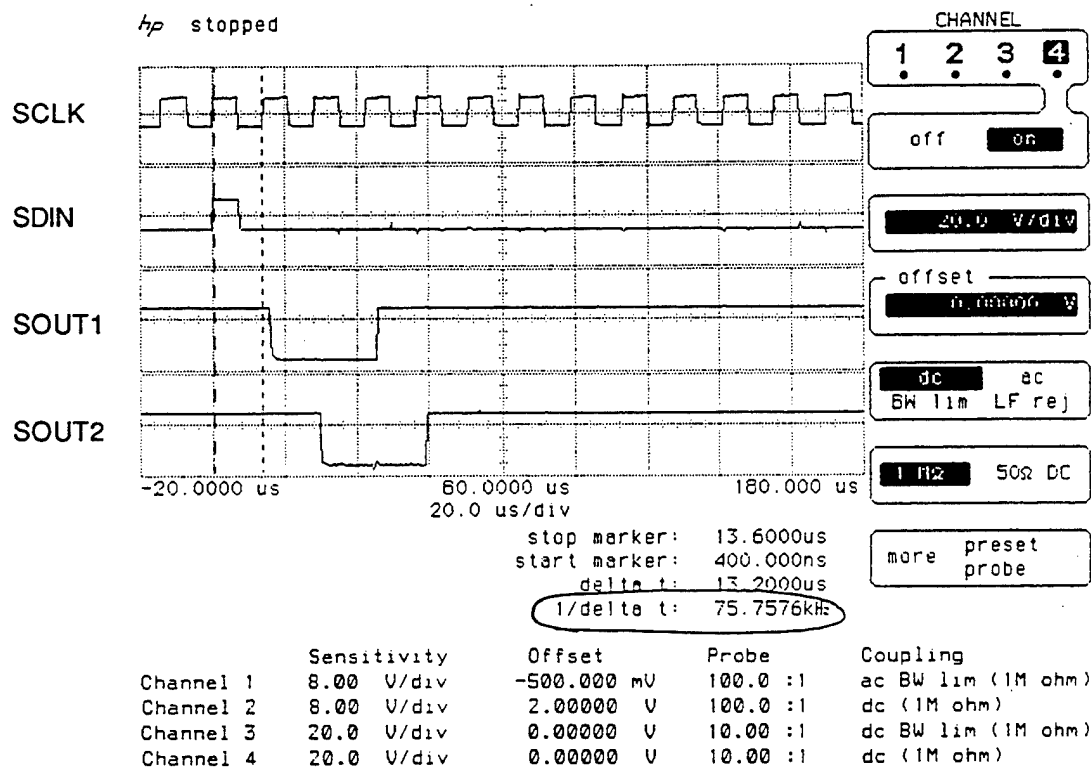 hp stopped
CHANNEL
1 2 3 4
off on
20.0 V/div
offset
0.00000 V
dc ac
BW lim LF rej
1 MΩ 50Ω DC
more preset
probe
SCLK
SDIN
SOUT1
SOUT2
-20.0000 us 60.0000 us 180.000 us
20.0 us/div
stop marker: 13.6000us
start marker: 400.000ns
delta t: 13.2000us
1/delta t: 75.7576kHz
Sensitivity Offset Probe Coupling
Channel 1 8.00 V/div -500.000 mV 100.0 :1 ac BW lim (1M ohm)
Channel 2 8.00 V/div 2.00000 V 100.0 :1 dc (1M ohm)
Channel 3 20.0 V/div 0.00000 V 10.00 :1 dc BW lim (1M ohm)
Channel 4 20.0 V/div 0.00000 V 10.00 :1 dc (1M ohm)